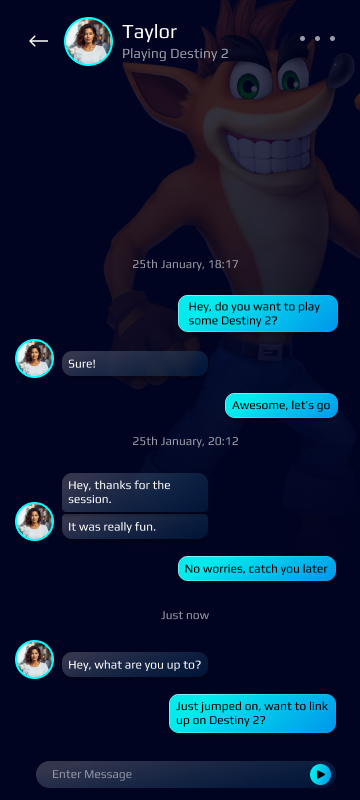 Taylor
Playing Destiny 2
25th January, 18:17
Hey, do you want to play
some Destiny 2?
Sure!
Awesome, let's go
25th January, 20:12
Hey, thanks for the
session.
It was really fun.
No worries, catch you later
Just now
Hey, what are you up to?
Just jumped on, want to link
up on Destiny 2?
Enter Message